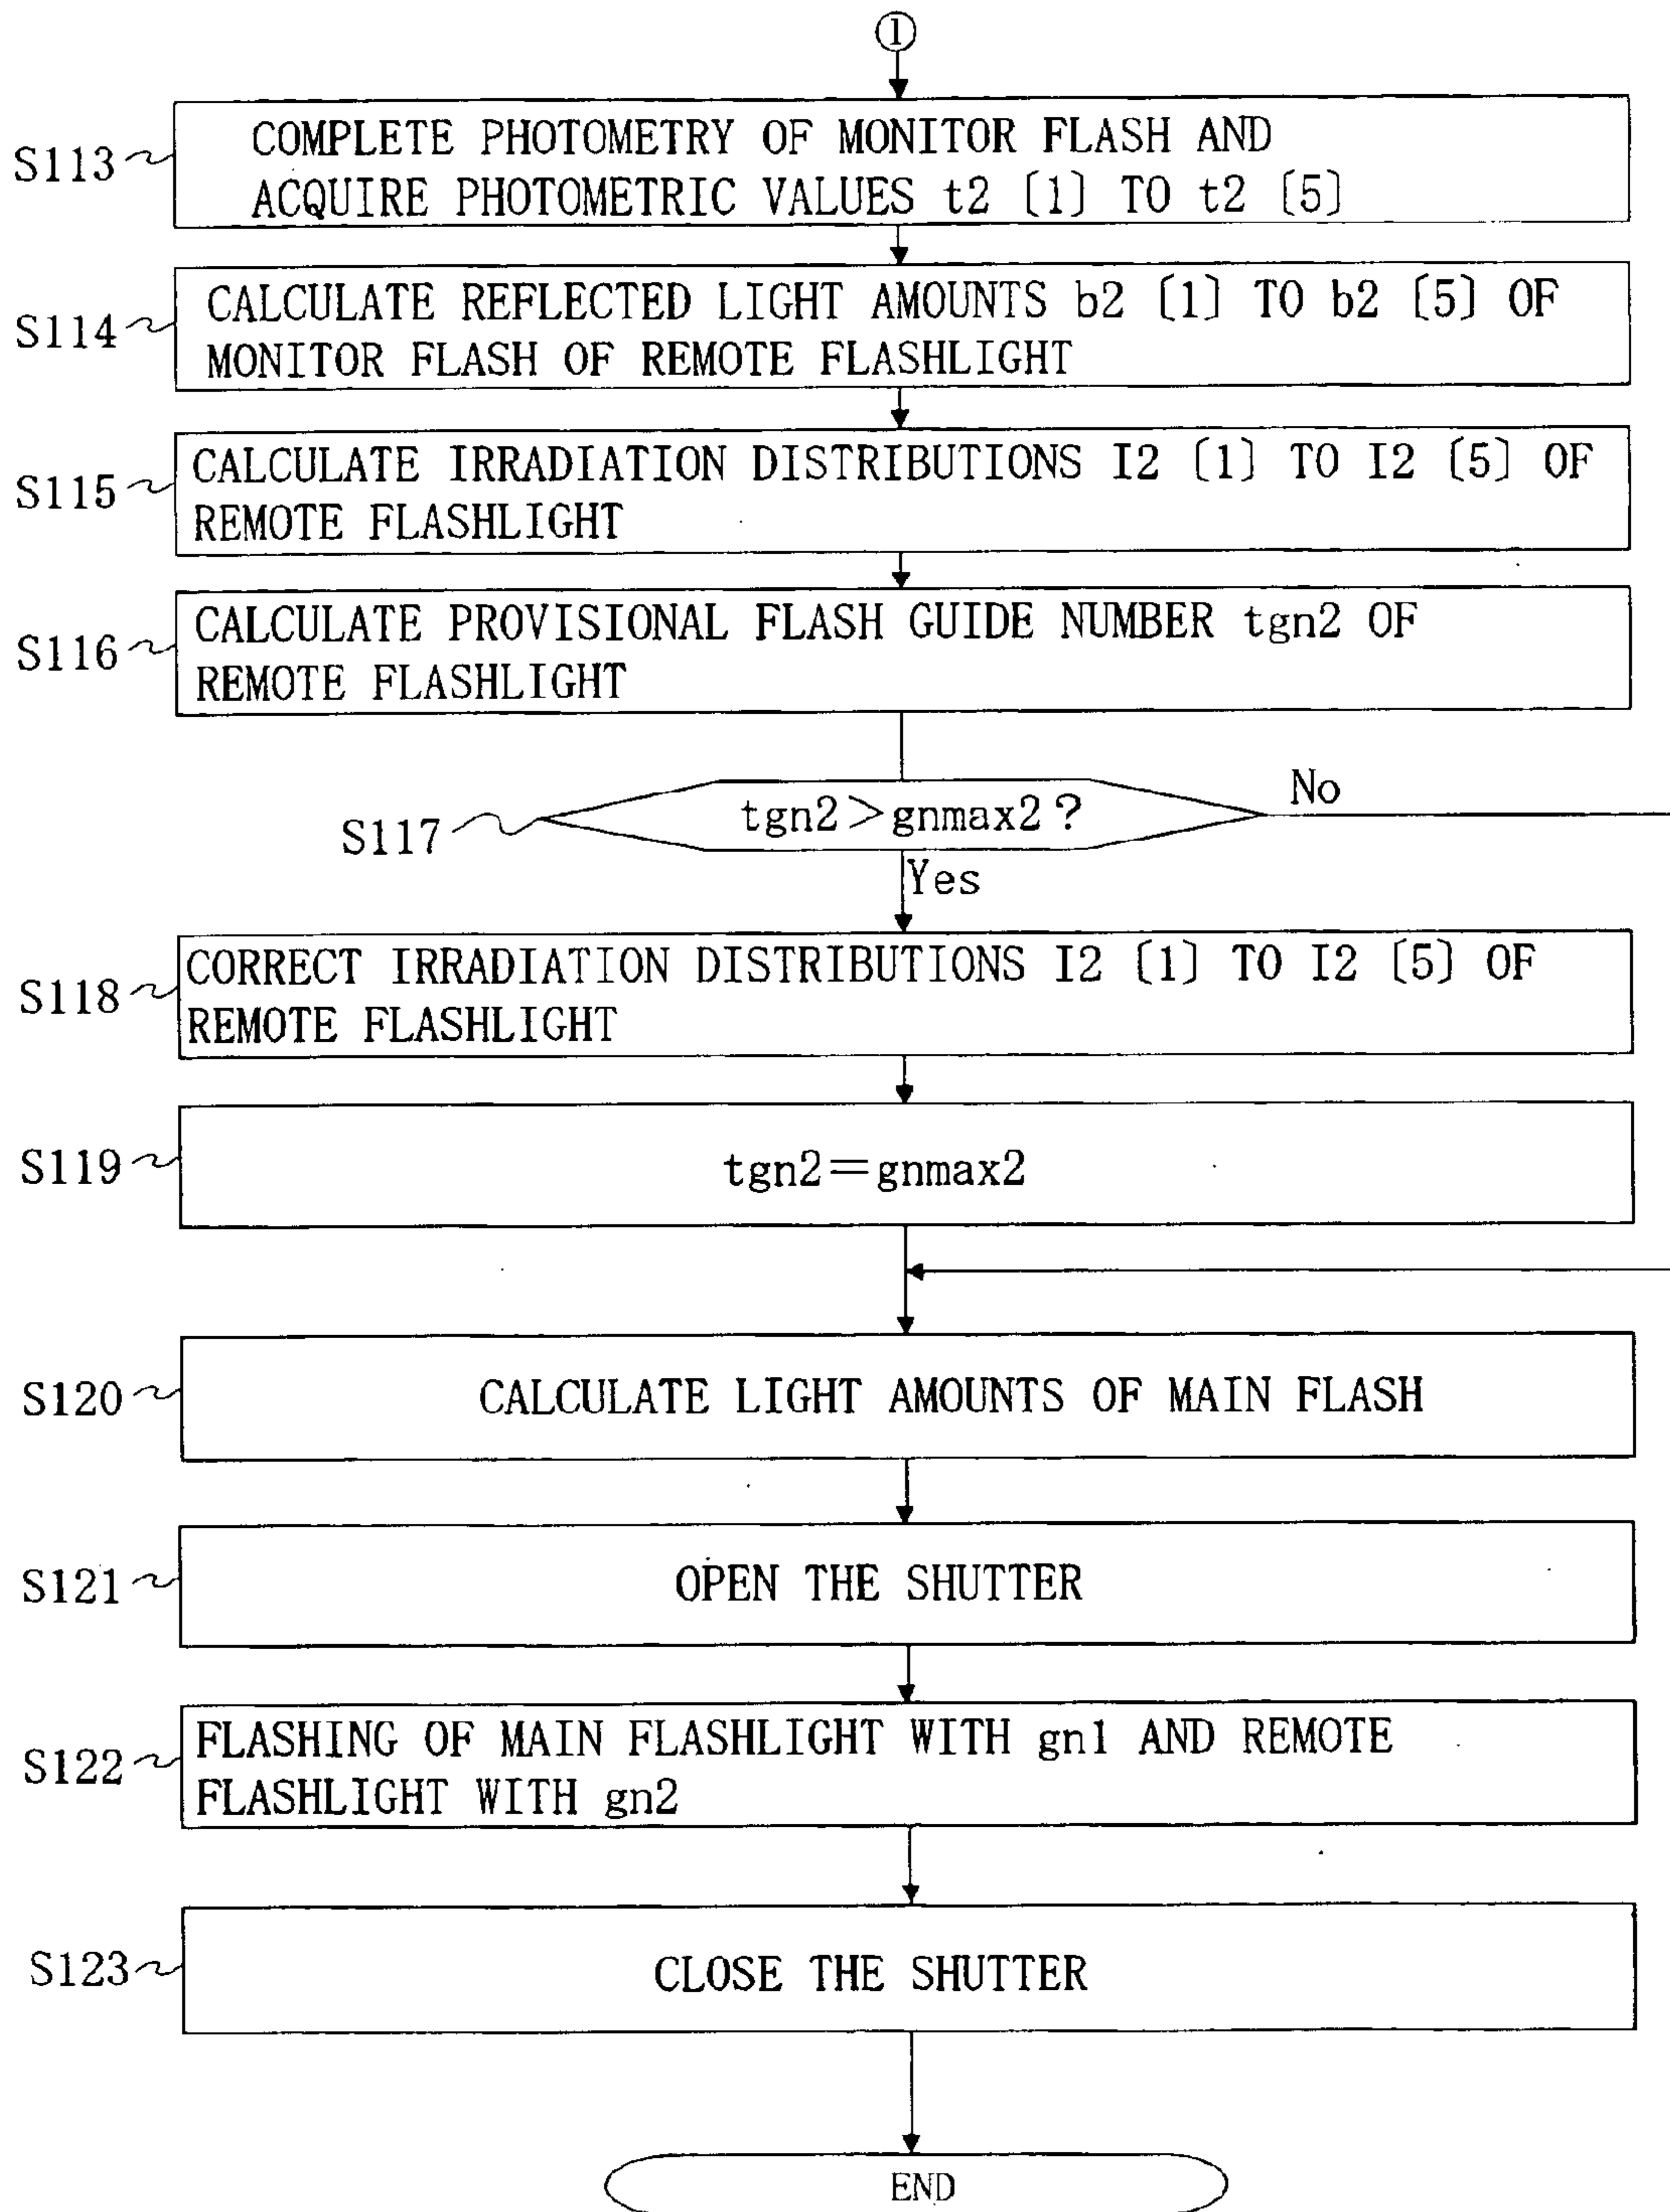 ①
S113
COMPLETE PHOTOMETRY OF MONITOR FLASH AND
ACQUIRE PHOTOMETRIC VALUES t2 [1] TO t2 [5]
S114
CALCULATE REFLECTED LIGHT AMOUNTS b2 [1] TO b2 [5] OF
MONITOR FLASH OF REMOTE FLASHLIGHT
S115
CALCULATE IRRADIATION DISTRIBUTIONS I2 [1] TO I2 [5] OF
REMOTE FLASHLIGHT
S116
CALCULATE PROVISIONAL FLASH GUIDE NUMBER tgn2 OF
REMOTE FLASHLIGHT
S117
tgn2>gnmax2?
No
Yes
S118
CORRECT IRRADIATION DISTRIBUTIONS I2 [1] TO I2 [5] OF
REMOTE FLASHLIGHT
S119
tgn2=gnmax2
S120
CALCULATE LIGHT AMOUNTS OF MAIN FLASH
S121
OPEN THE SHUTTER
S122
FLASHING OF MAIN FLASHLIGHT WITH gn1 AND REMOTE
FLASHLIGHT WITH gn2
S123
CLOSE THE SHUTTER
END